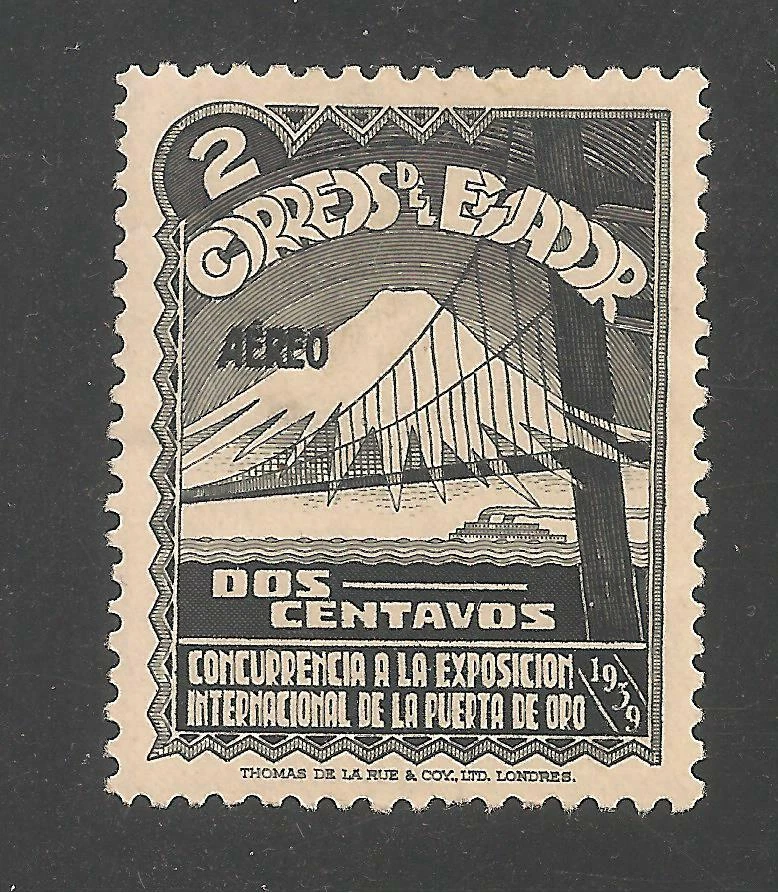 2
CORREOS DEL ECUADOR
AÉREO
DOS
CENTAVOS
CONCURRENCIA A LA EXPOSICION
INTERNACIONAL DE LA PUERTA DE ORO
1939
THOMAS DE LA RUE & COY., LTD. LONDRES.